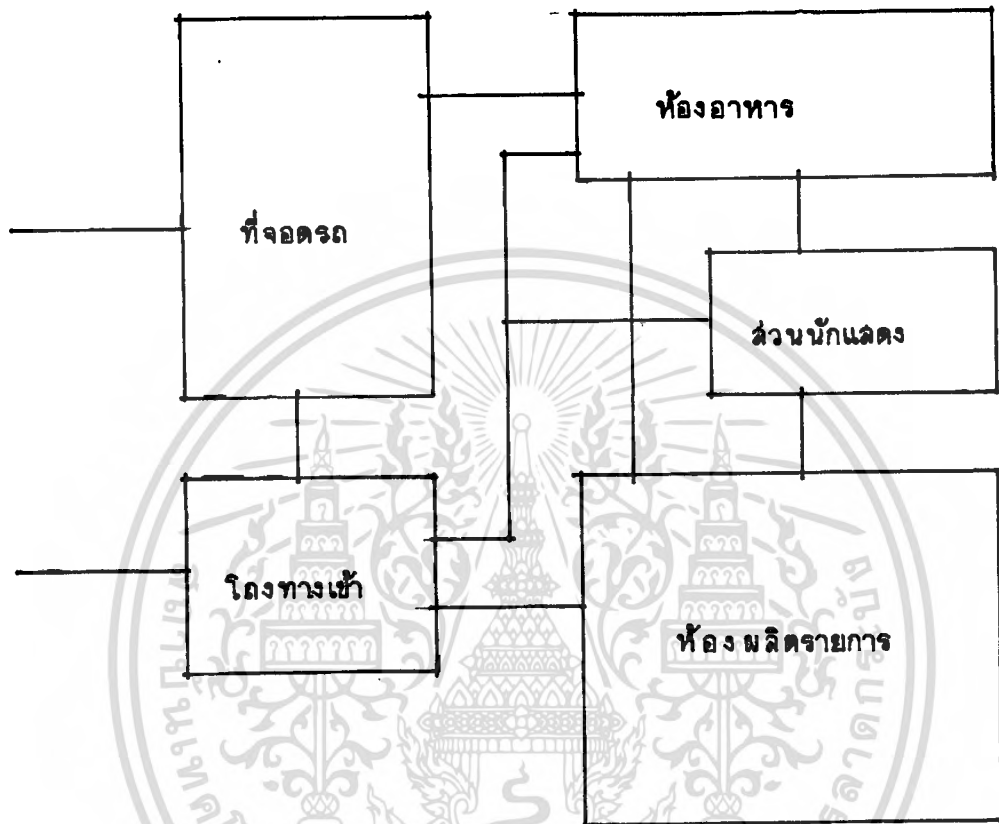 ห้องอาหาร
ที่จอดรถ
ส่วนนักแสดง
โถงทางเข้า
ห้องผลิตรายการ